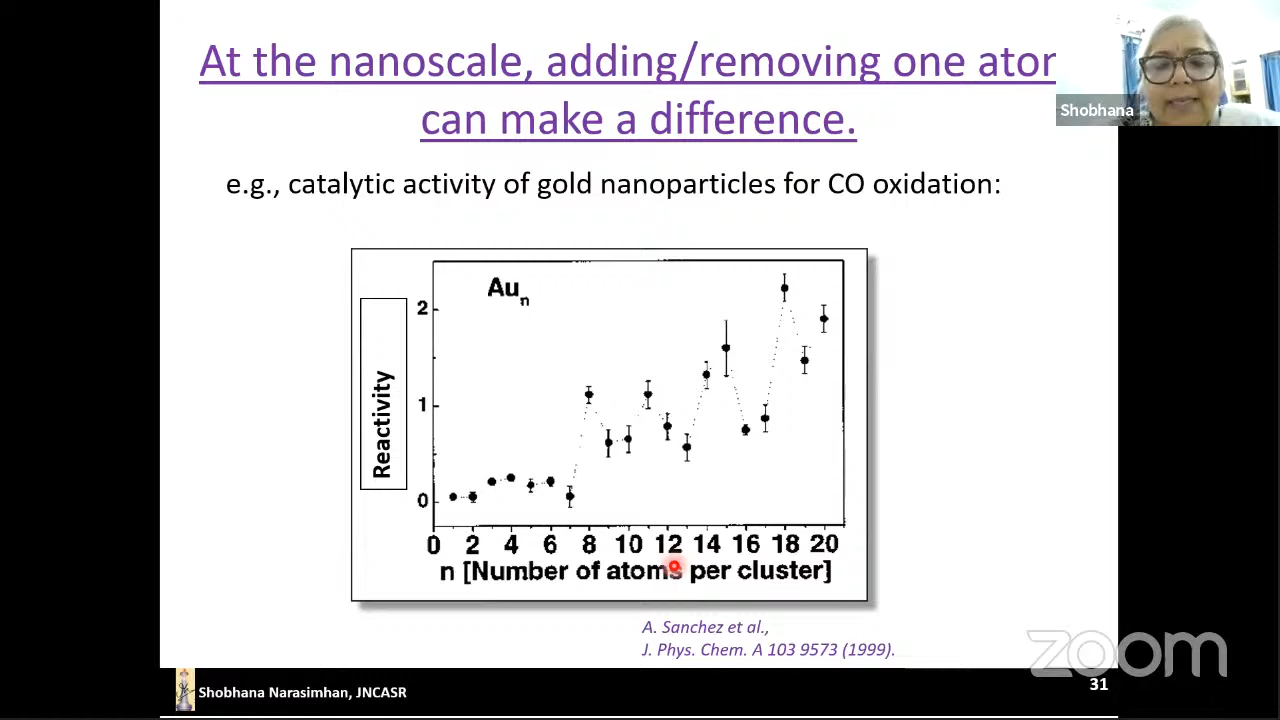 At the nanoscale, adding/removing one ato
can make a difference.
Shobhana
e.g., catalytic activity of gold nanoparticles for CO oxidation:
Au_n
Reactivity
2
1
0
0 2 4 6 8 10 12 14 16 18 20
n [Number of atoms per cluster]
A. Sanchez et al.,
J. Phys. Chem. A 103 9573 (1999).
zoom
Shobhana Narasimhan, JNCASR
31